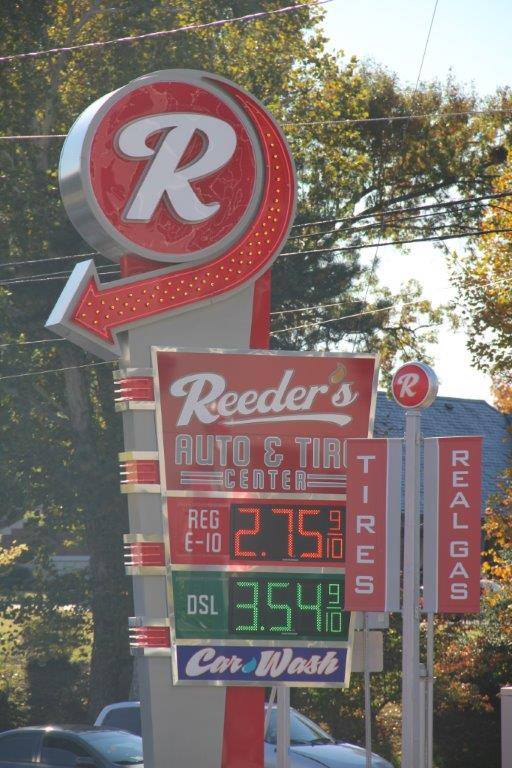 R
Reeder's
AUTO & TIR
CENTER
REG
E-10
2.75 9/10
DSL
3.54 9/10
Car Wash
R
TIRES
REAL GAS